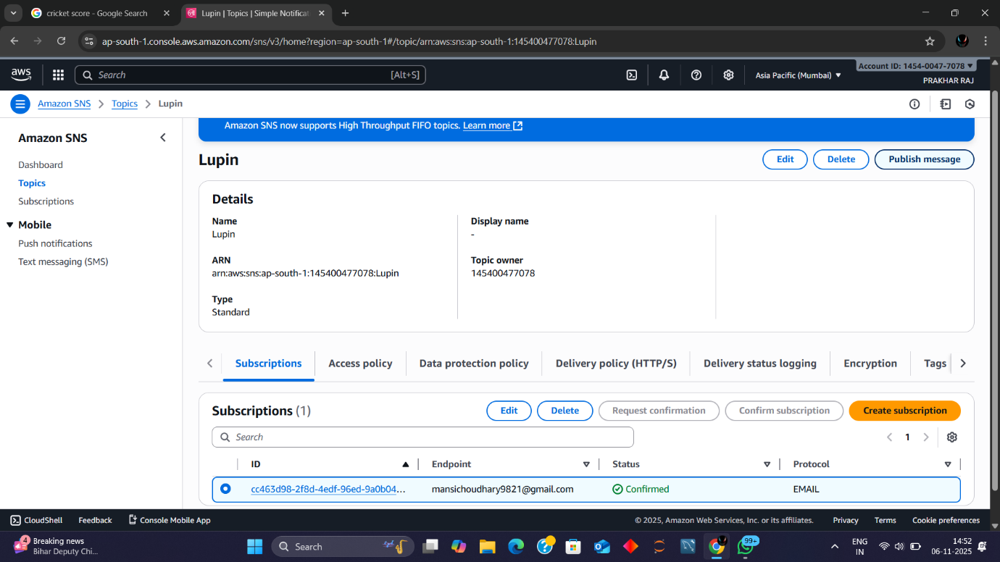 cricket score - Google Search
Lupin | Topics | Simple Notificat
ap-south-1.console.aws.amazon.com/sns/v3/home?region=ap-south-1#/topic/arn:aws:sns:ap-south-1:145400477078:Lupin
aws
Search [Alt+S]
Asia Pacific (Mumbai)
Account ID: 1454-0047-7078
PRAKHAR RAJ
Amazon SNS > Topics > Lupin
Amazon SNS
Dashboard
Topics
Subscriptions
Mobile
Push notifications
Text messaging (SMS)
Amazon SNS now supports High Throughput FIFO topics. Learn more
Lupin
Edit
Delete
Publish message
Details
Name
Lupin
ARN
arn:aws:sns:ap-south-1:145400477078:Lupin
Type
Standard
Display name
-
Topic owner
145400477078
Subscriptions
Access policy
Data protection policy
Delivery policy (HTTP/S)
Delivery status logging
Encryption
Tags
Subscriptions (1)
Edit
Delete
Request confirmation
Confirm subscription
Create subscription
Search
1
ID Endpoint Status Protocol
cc463d98-2f8d-4edf-96ed-9a0b04... mansichoudhary9821@gmail.com Confirmed EMAIL
CloudShell Feedback Console Mobile App
© 2025, Amazon Web Services, Inc. or its affiliates. Privacy Terms Cookie preferences
4
Breaking news
Bihar Deputy Chi...
Search
99+
ENG
IN
14:52
06-11-2025